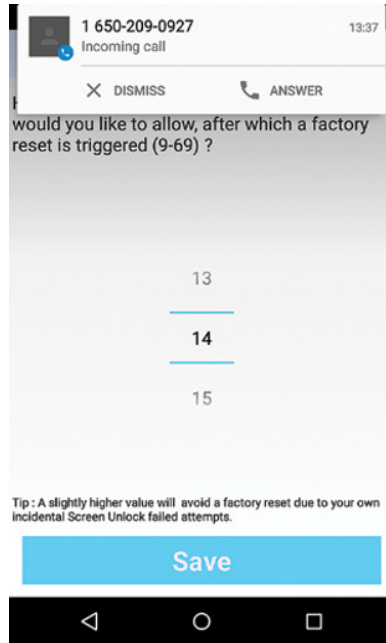 1 650-209-0927
13:37
Incoming call
DISMISS
ANSWER
would you like to allow, after which a factory
reset is triggered (9-69) ?
13
14
15
Tip : A slightly higher value will avoid a factory reset due to your own
incidental Screen Unlock failed attempts.
Save